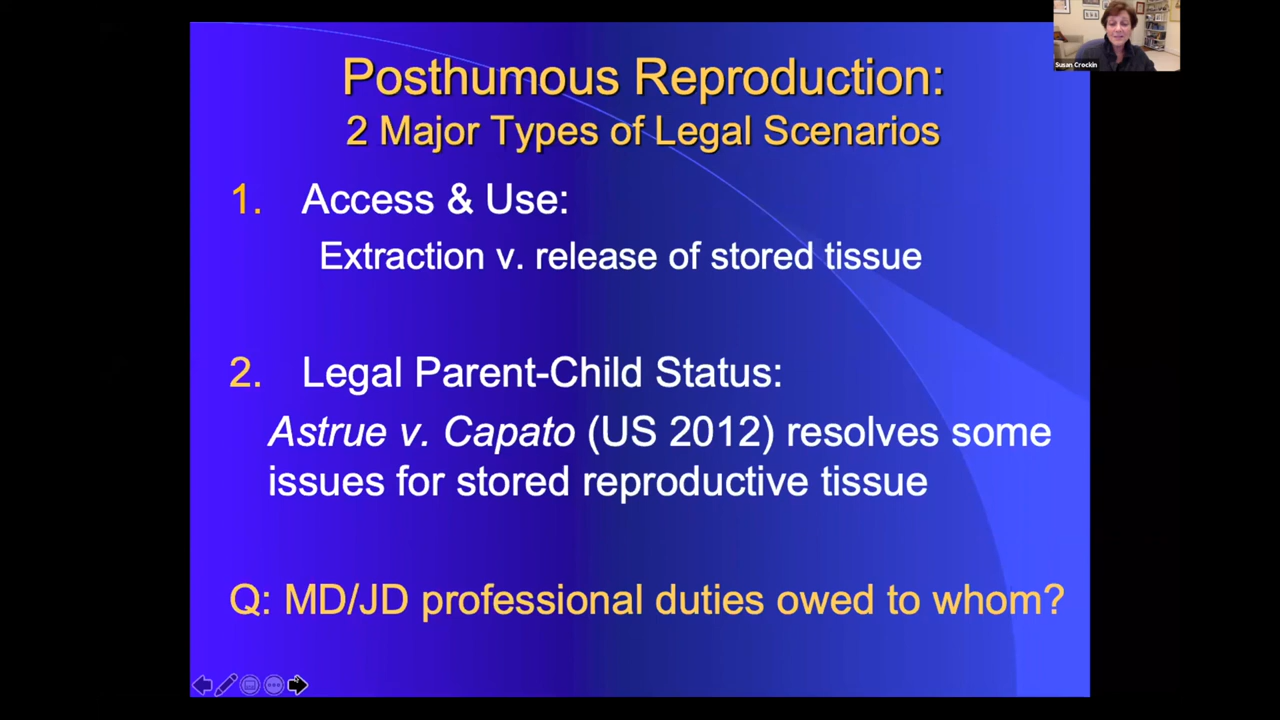 Posthumous Reproduction:
2 Major Types of Legal Scenarios
1. Access & Use:
Extraction v. release of stored tissue
2. Legal Parent-Child Status:
Astrue v. Capato (US 2012) resolves some
issues for stored reproductive tissue
Q: MD/JD professional duties owed to whom?
Susan Crockin